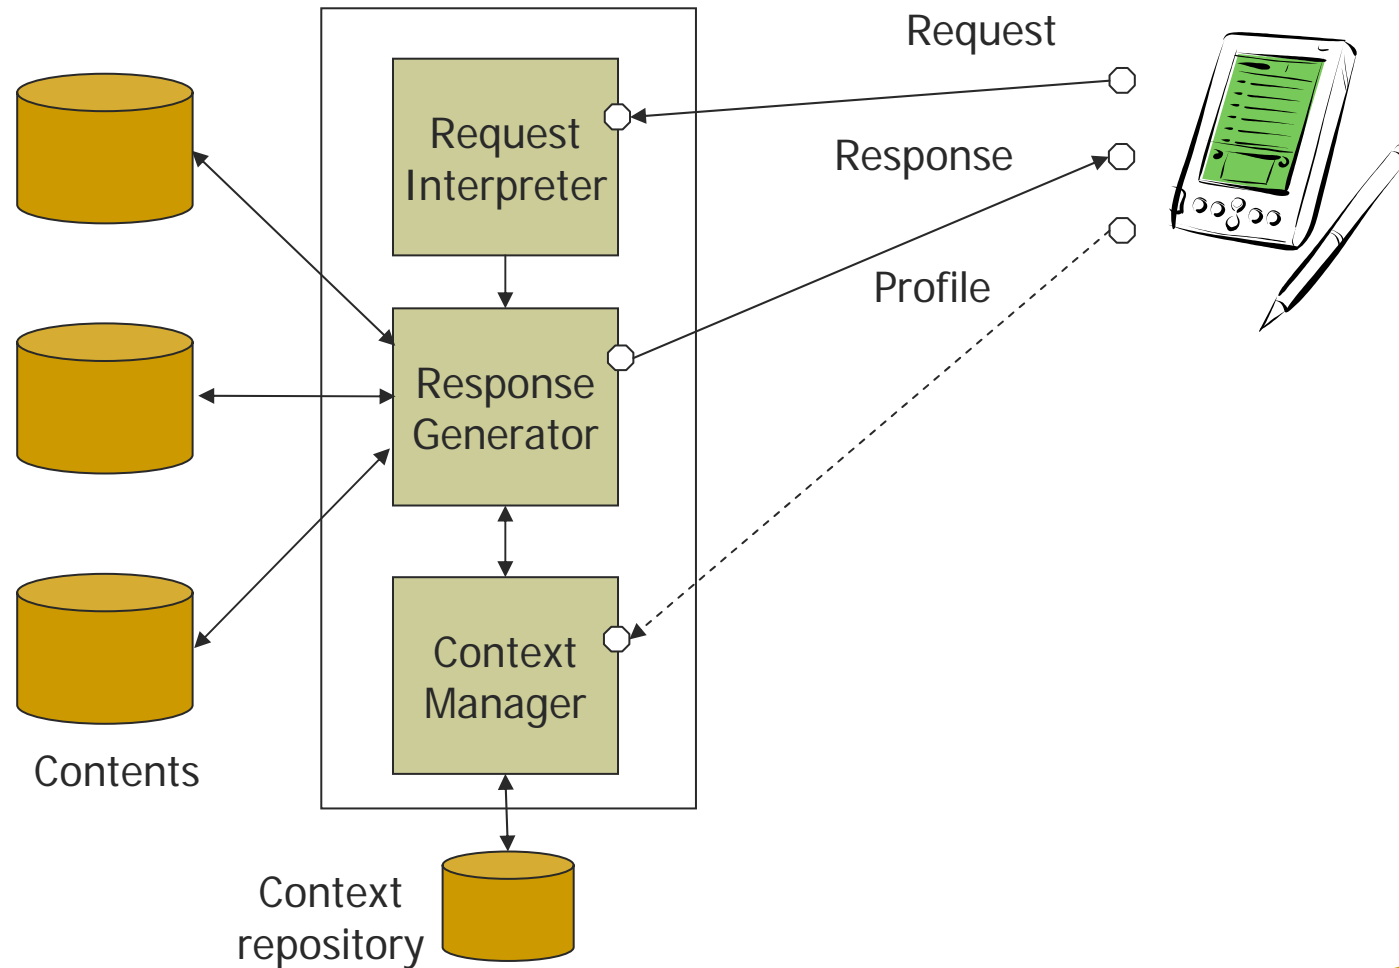 Request
Request
Interpreter
Response
Profile
Response
Generator
Context
Manager
Contents
Context
repository